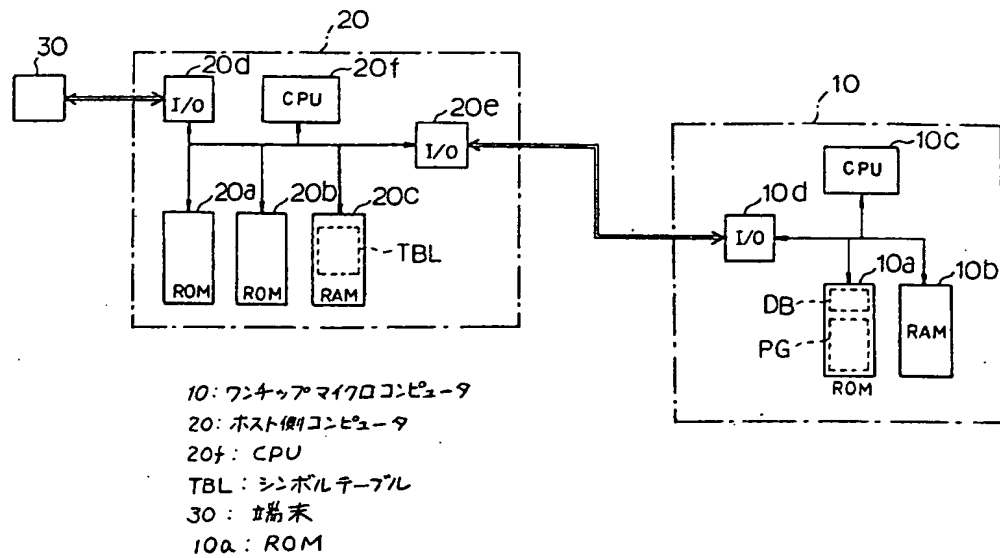 20
30
20d
20f
I/O
CPU
20e
I/O
10
10c
CPU
20a
20b
20c
10d
I/O
TBL
ROM
ROM
RAM
10a
10b
DB
PG
RAM
ROM
10: ワンチップマイクロコンピュータ
20: ホスト側コンピュータ
20f: CPU
TBL: シンボルテーブル
30: 端末
10a: ROM